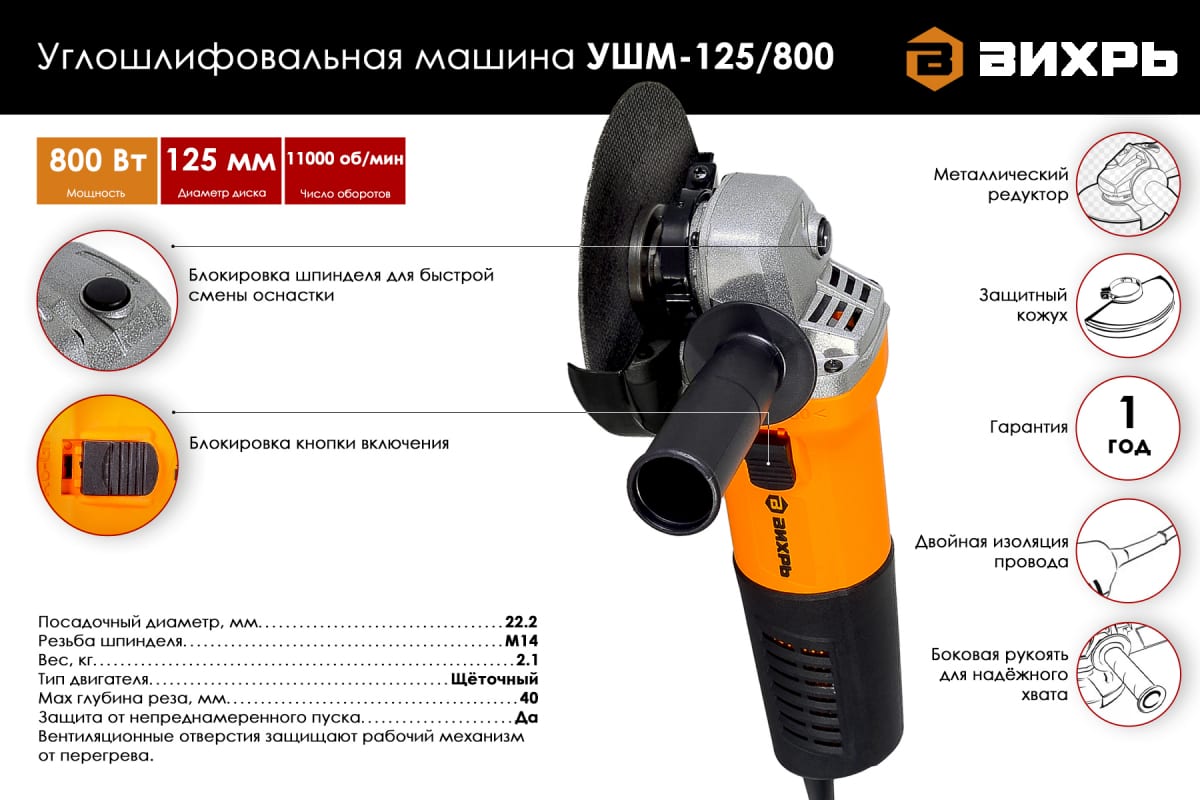 Углошлифовальная машина УШМ-125/800
ВИХРЬ
800 Вт
Мощность
125 мм
Диаметр диска
11000 об/мин
Число оборотов
Блокировка шпинделя для быстрой
смены оснастки
Блокировка кнопки включения
Металлический
редуктор
Защитный
кожух
Гарантия
1
год
Двойная изоляция
провода
Боковая рукоять
для надёжного
хвата
ВИХРЬ
Посадочный диаметр, мм 22.2
Резьба шпинделя М14
Вес, кг 2.1
Тип двигателя Щёточный
Мах глубина реза, мм 40
Защита от непреднамеренного пуска Да
Вентиляционные отверстия защищают рабочий механизм
от перегрева.